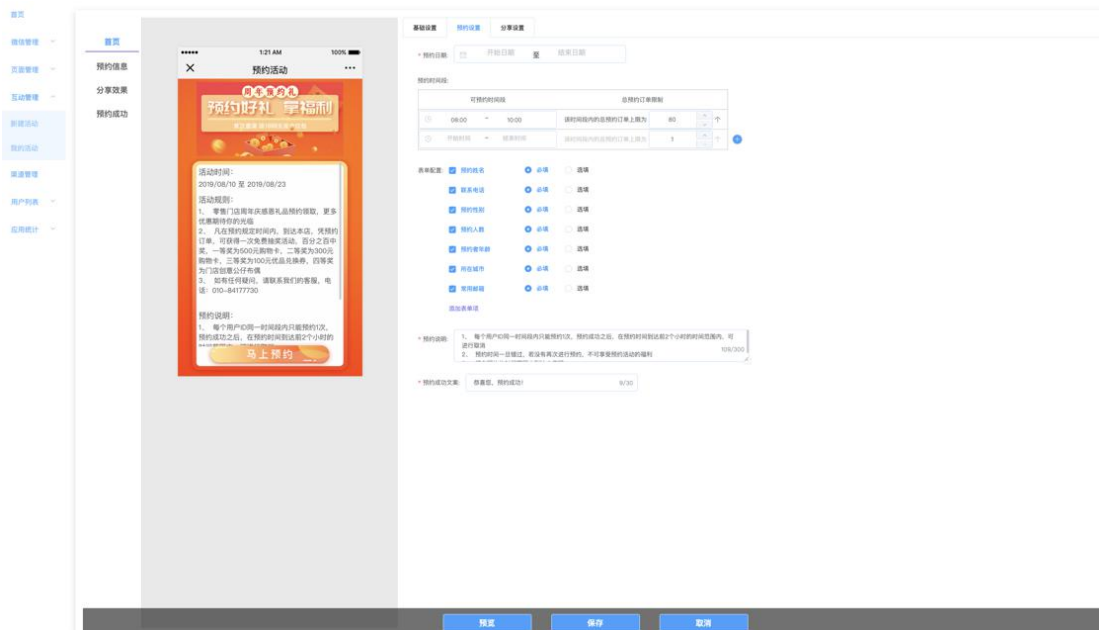 首页
微信管理
页面管理
互动管理
新建活动
我的活动
渠道管理
用户列表
应用统计
首页
预约信息
分享效果
预约成功
1:21 AM
100%
预约活动
周年预约礼
预约好礼 享福利
活动时间:
2019/08/10 至 2019/08/23
活动规则:
1、 零售门店周年庆感恩礼品预约领取,更多
优惠期待你的光临
2、 凡在预约规定时间内,到达本店,凭预约
订单,可获得一次免费抽奖活动,百分之百中
奖,一等奖为500元购物卡、二等奖为300元
购物卡、三等奖为100元优品兑换券,四等奖
为门店创意公仔布偶
3、 如有任何疑问,请联系我们的客服,电
话:010-84177730
预约说明:
1、 每个用户ID同一时间段内只能预约1次,
预约成功之后,在预约时间到达前2个小时的
马上预约
基础设置 预约设置 分享设置
* 预约日期: 开始日期 至 结束日期
预约时间段:
可预约时间段 总预约订单限制
08:00 ~ 10:00 该时间段内的总预约订单上限为 80 个
开始时间 ~ 结束时间 该时间段内的总预约订单上限为 3 个
表单配置: 预约姓名 必填 选填
联系电话 必填 选填
预约性别 必填 选填
预约人数 必填 选填
预约者年龄 必填 选填
所在城市 必填 选填
常用邮箱 必填 选填
添加表单项
* 预约说明: 1、 每个用户ID同一时间段内只能预约1次,预约成功之后,在预约时间到达前2个小时的时间范围内,可
进行取消
2、 预约时间一旦错过,若没有再次进行预约,不可享受预约活动的福利
109/300
* 预约成功文案: 恭喜您,预约成功! 9/30
预览 保存 取消